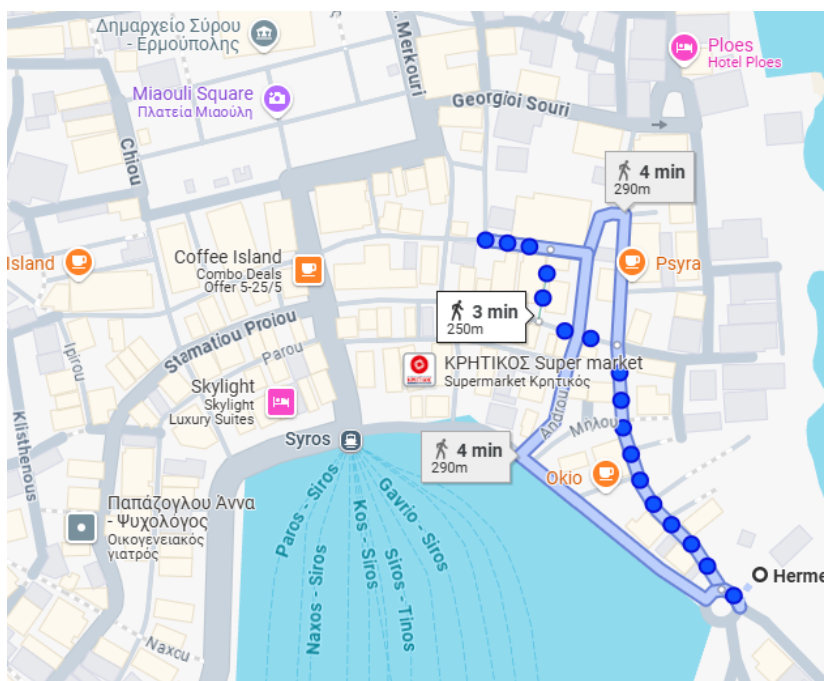 Δημαρχείο Σύρου
- Ερμούπολης
Miaouli Square
Πλατεία Μιαούλη
Chiou
Merkouri
Georgioi Souri
Ploes
Hotel Ploes
4 min
290m
Island
Coffee Island
Combo Deals
Offer 5-25/5
Psyra
3 min
250m
Stamatiou Proiou
Parou
Ipirou
ΚΡΗΤΙΚΟΣ Super market
Supermarket Κρητικός
Skylight
Skylight
Luxury Suites
Klisthenous
Syros
4 min
290m
Androu
Μήλου
Okio
Παπάζογλου Άννα
- Ψυχολόγος
Οικογενειακός
γιατρός
Paros - Siros
Naxos - Siros
Kos - Siros
Siros - Tinos
Gavrio - Siros
Herme
Naxou